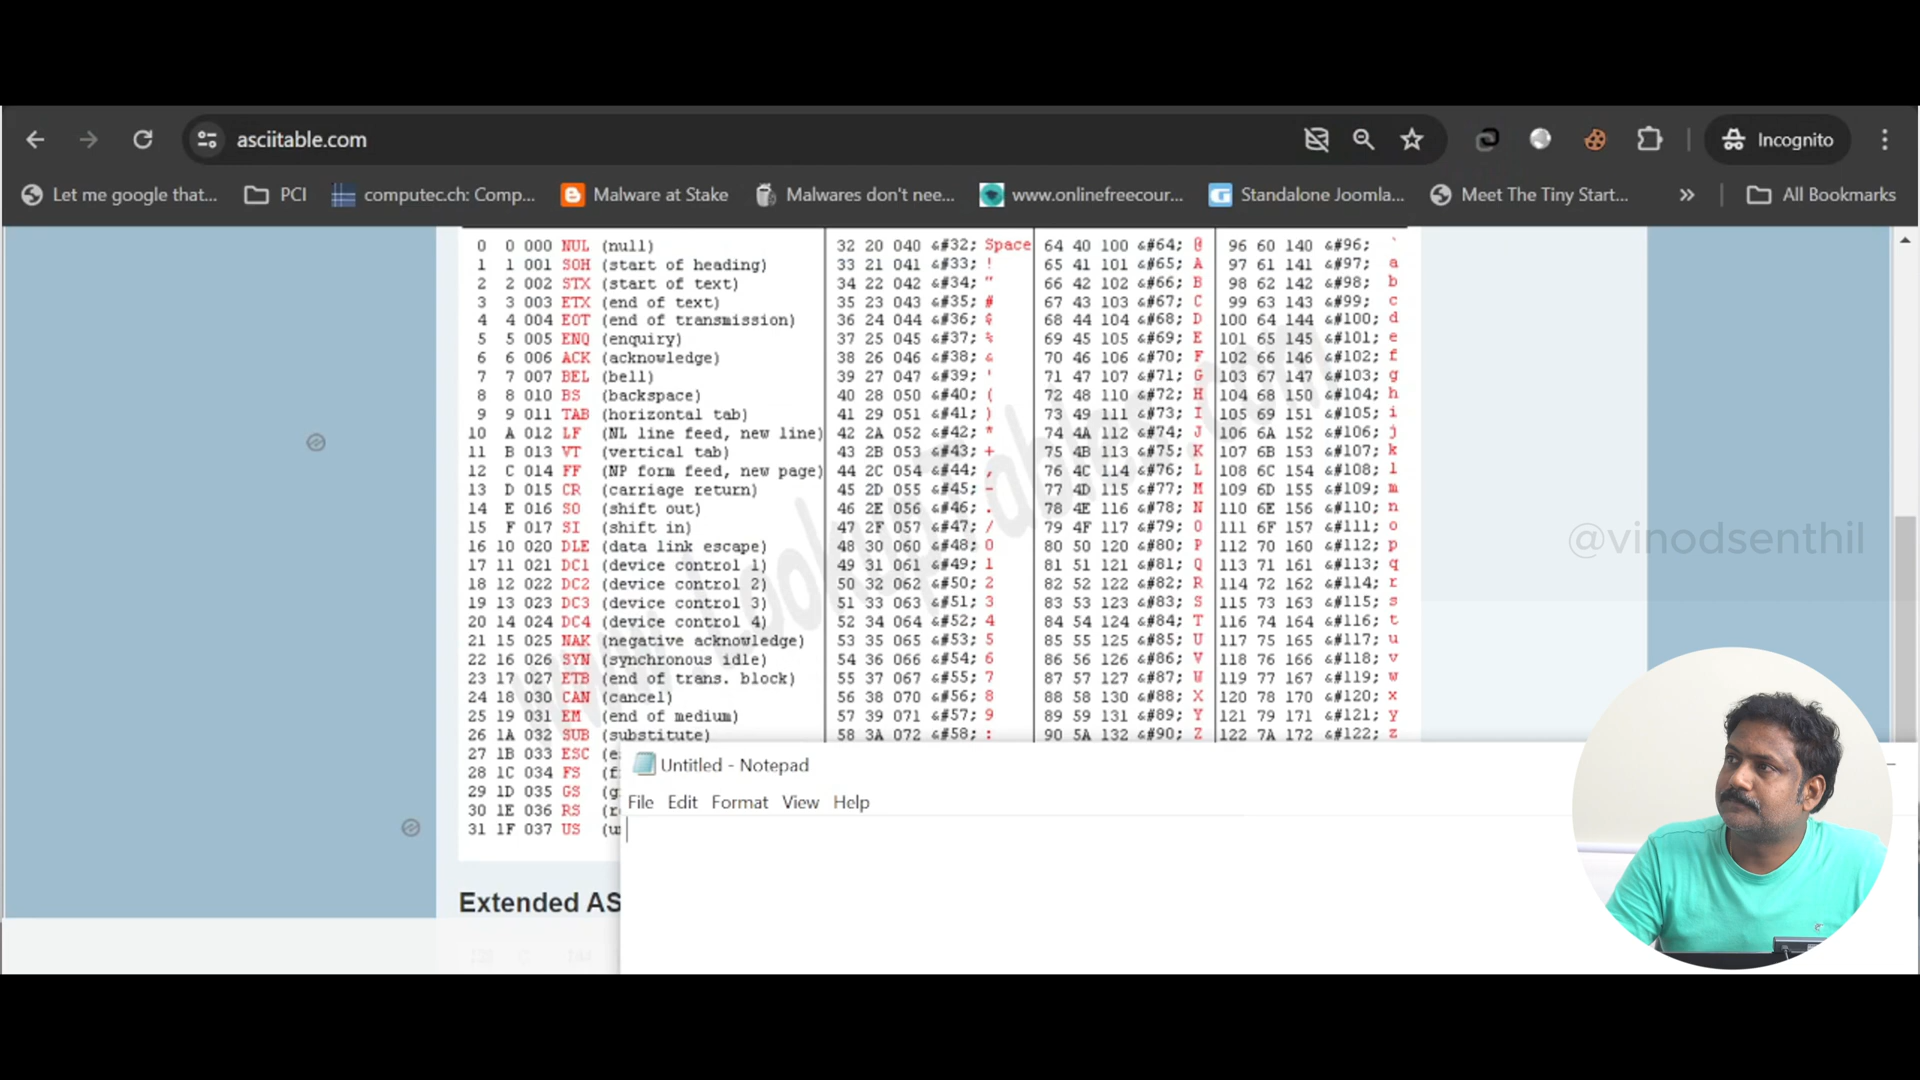 asciitable.com
Incognito
Let me google that...
PCI
computec.ch: Comp...
Malware at Stake
Malwares don't nee...
www.onlinefreecour...
Standalone Joomla...
Meet The Tiny Start...
»
All Bookmarks
0 0 000 NUL (null) 32 20 040 &#32; Space 64 40 100 &#64; @ 96 60 140 &#96; `
1 1 001 SOH (start of heading) 33 21 041 &#33; ! 65 41 101 &#65; A 97 61 141 &#97; a
2 2 002 STX (start of text) 34 22 042 &#34; " 66 42 102 &#66; B 98 62 142 &#98; b
3 3 003 ETX (end of text) 35 23 043 &#35; # 67 43 103 &#67; C 99 63 143 &#99; c
4 4 004 EOT (end of transmission) 36 24 044 &#36; $ 68 44 104 &#68; D 100 64 144 &#100; d
5 5 005 ENQ (enquiry) 37 25 045 &#37; % 69 45 105 &#69; E 101 65 145 &#101; e
6 6 006 ACK (acknowledge) 38 26 046 &#38; & 70 46 106 &#70; F 102 66 146 &#102; f
7 7 007 BEL (bell) 39 27 047 &#39; ' 71 47 107 &#71; G 103 67 147 &#103; g
8 8 010 BS (backspace) 40 28 050 &#40; ( 72 48 110 &#72; H 104 68 150 &#104; h
9 9 011 TAB (horizontal tab) 41 29 051 &#41; ) 73 49 111 &#73; I 105 69 151 &#105; i
10 A 012 LF (NL line feed, new line) 42 2A 052 &#42; * 74 4A 112 &#74; J 106 6A 152 &#106; j
11 B 013 VT (vertical tab) 43 2B 053 &#43; + 75 4B 113 &#75; K 107 6B 153 &#107; k
12 C 014 FF (NP form feed, new page) 44 2C 054 &#44; , 76 4C 114 &#76; L 108 6C 154 &#108; l
13 D 015 CR (carriage return) 45 2D 055 &#45; - 77 4D 115 &#77; M 109 6D 155 &#109; m
14 E 016 SO (shift out) 46 2E 056 &#46; . 78 4E 116 &#78; N 110 6E 156 &#110; n
15 F 017 SI (shift in) 47 2F 057 &#47; / 79 4F 117 &#79; O 111 6F 157 &#111; o
16 10 020 DLE (data link escape) 48 30 060 &#48; 0 80 50 120 &#80; P 112 70 160 &#112; p
17 11 021 DC1 (device control 1) 49 31 061 &#49; 1 81 51 121 &#81; Q 113 71 161 &#113; q
18 12 022 DC2 (device control 2) 50 32 062 &#50; 2 82 52 122 &#82; R 114 72 162 &#114; r
19 13 023 DC3 (device control 3) 51 33 063 &#51; 3 83 53 123 &#83; S 115 73 163 &#115; s
20 14 024 DC4 (device control 4) 52 34 064 &#52; 4 84 54 124 &#84; T 116 74 164 &#116; t
21 15 025 NAK (negative acknowledge) 53 35 065 &#53; 5 85 55 125 &#85; U 117 75 165 &#117; u
22 16 026 SYN (synchronous idle) 54 36 066 &#54; 6 86 56 126 &#86; V 118 76 166 &#118; v
23 17 027 ETB (end of trans. block) 55 37 067 &#55; 7 87 57 127 &#87; W 119 77 167 &#119; w
24 18 030 CAN (cancel) 56 38 070 &#56; 8 88 58 130 &#88; X 120 78 170 &#120; x
25 19 031 EM (end of medium) 57 39 071 &#57; 9 89 59 131 &#89; Y 121 79 171 &#121; y
26 1A 032 SUB (substitute) 58 3A 072 &#58; : 90 5A 132 &#90; Z 122 7A 172 &#122; z
27 1B 033 ESC (e
28 1C 034 FS (f
29 1D 035 GS (g
30 1E 036 RS (r
31 1F 037 US (u
www.LookupTables.com
@vinodsenthil
Untitled - Notepad
File Edit Format View Help
Extended AS